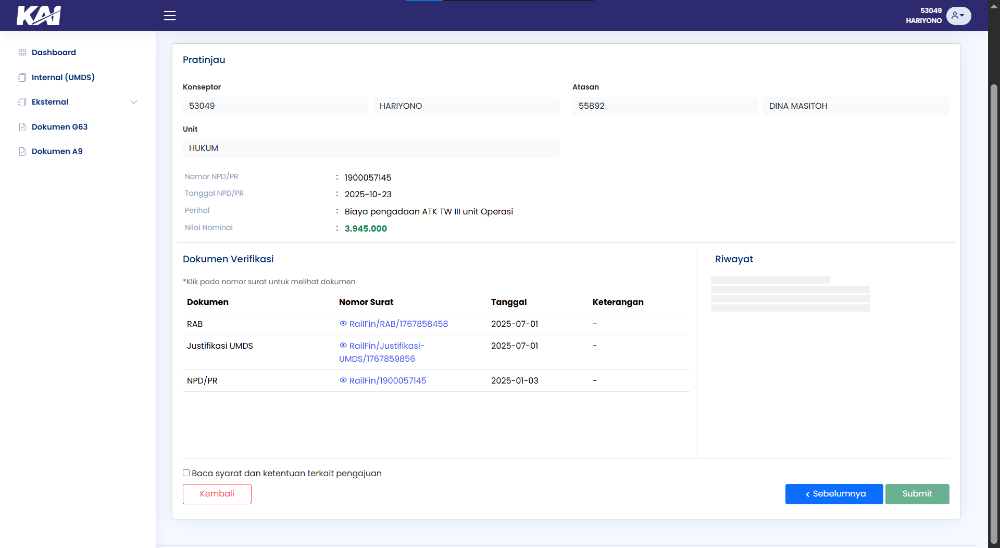 KAI
53049
HARIYONO
Dashboard
Internal (UMDS)
Eksternal
Dokumen G63
Dokumen A9
Pratinjau
Konseptor
Atasan
53049
HARIYONO
55892
DINA MASITOH
Unit
HUKUM
Nomor NPD/PR : 1900057145
Tanggal NPD/PR : 2025-10-23
Perihal : Biaya pengadaan ATK TW III unit Operasi
Nilai Nominal : 3.945.000
Dokumen Verifikasi
Riwayat
*Klik pada nomor surat untuk melihat dokumen
Dokumen Nomor Surat Tanggal Keterangan
RAB RailFin/RAB/1767858458 2025-07-01 -
Justifikasi UMDS RailFin/Justifikasi- 2025-07-01 -
UMDS/1767859856
NPD/PR RailFin/1900057145 2025-01-03 -
Baca syarat dan ketentuan terkait pengajuan
Kembali
Sebelumnya
Submit